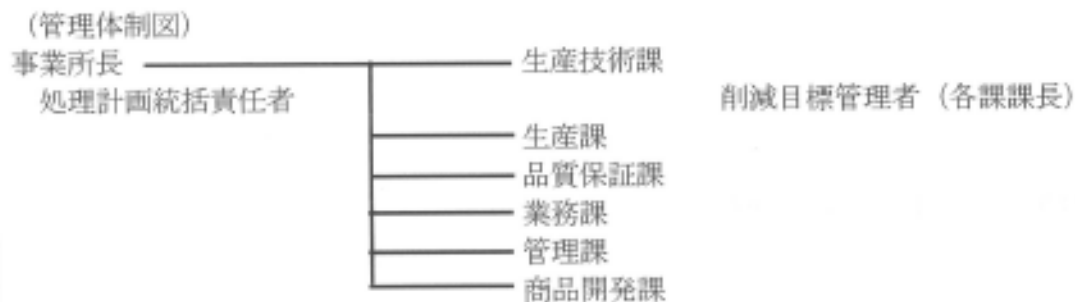 （管理体制図）
事業所長 生産技術課
処理計画統括責任者 削減目標管理者（各課課長）
生産課
品質保証課
業務課
管理課
商品開発課